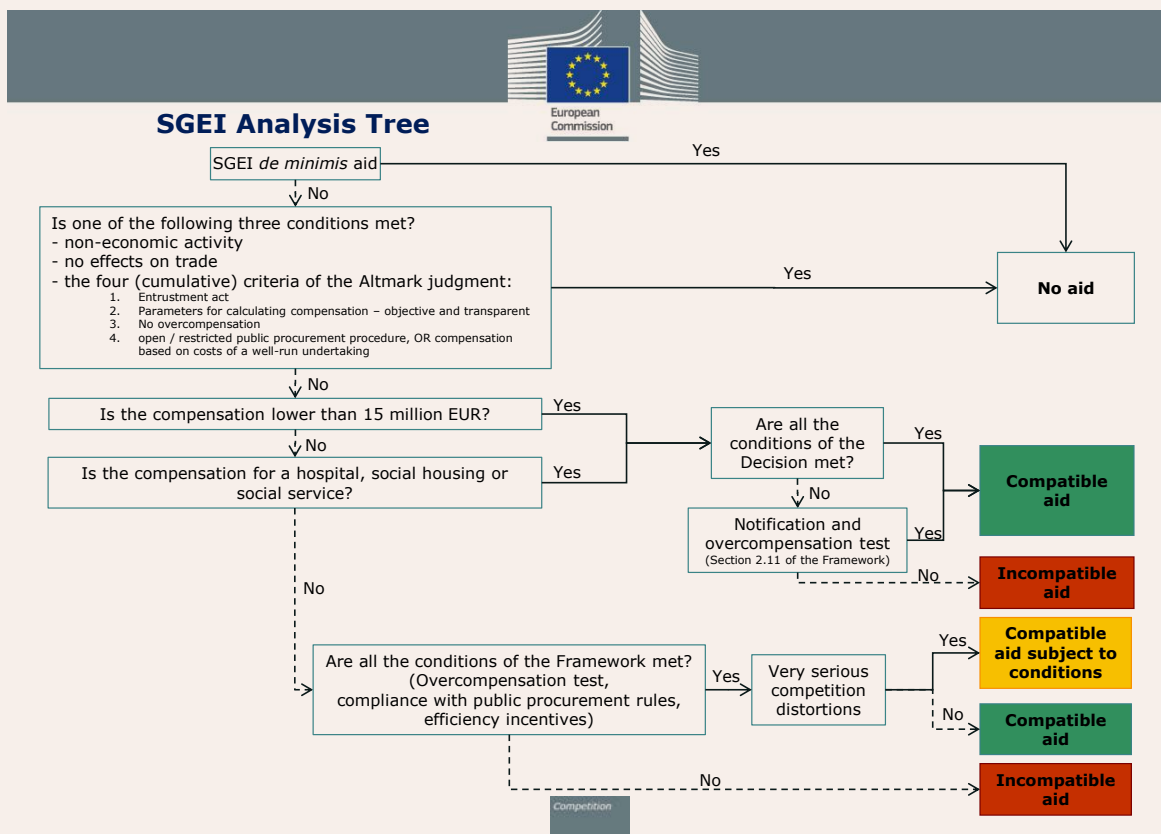 European
Commission
SGEI Analysis Tree
SGEI de minimis aid
Yes
No
Is one of the following three conditions met?
- non-economic activity
- no effects on trade
- the four (cumulative) criteria of the Altmark judgment:
1. Entrustment act
2. Parameters for calculating compensation – objective and transparent
3. No overcompensation
4. open / restricted public procurement procedure, OR compensation
based on costs of a well-run undertaking
Yes
No aid
No
Is the compensation lower than 15 million EUR?
Yes
No
Is the compensation for a hospital, social housing or
social service?
Yes
Are all the
conditions of the
Decision met?
Yes
No
Notification and
overcompensation test
(Section 2.11 of the Framework)
Yes
Compatible
aid
No
Incompatible
aid
No
Are all the conditions of the Framework met?
(Overcompensation test,
compliance with public procurement rules,
efficiency incentives)
Yes
Very serious
competition
distortions
Yes
Compatible
aid subject to
conditions
No
Compatible
aid
No
Incompatible
aid
Competition